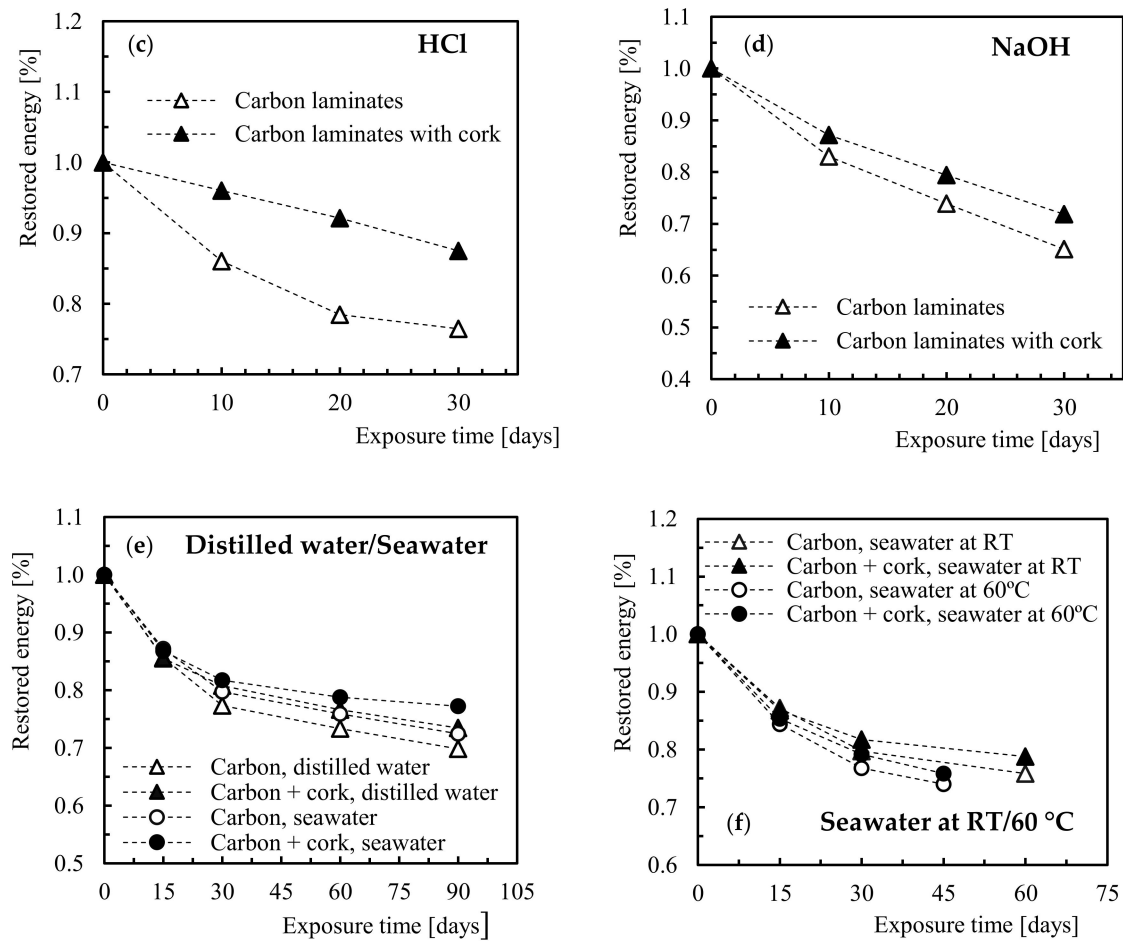 (c) HCl
Restored energy [%]
1.2
1.1
1.0
0.9
0.8
0.7
Carbon laminates
Carbon laminates with cork
0 10 20 30
Exposure time [days]
(d) NaOH
Restored energy [%]
1.0
0.9
0.8
0.7
0.6
0.5
0.4
Carbon laminates
Carbon laminates with cork
0 10 20 30
Exposure time [days]
(e) Distilled water/Seawater
Restored energy [%]
1.1
1.0
0.9
0.8
0.7
0.6
0.5
Carbon, distilled water
Carbon + cork, distilled water
Carbon, seawater
Carbon + cork, seawater
0 15 30 45 60 75 90 105
Exposure time [days]
Restored energy [%]
1.2
1.1
1.0
0.9
0.8
0.7
0.6
Carbon, seawater at RT
Carbon + cork, seawater at RT
Carbon, seawater at 60ºC
Carbon + cork, seawater at 60ºC
(f) Seawater at RT/60 °C
0 15 30 45 60 75
Exposure time [days]